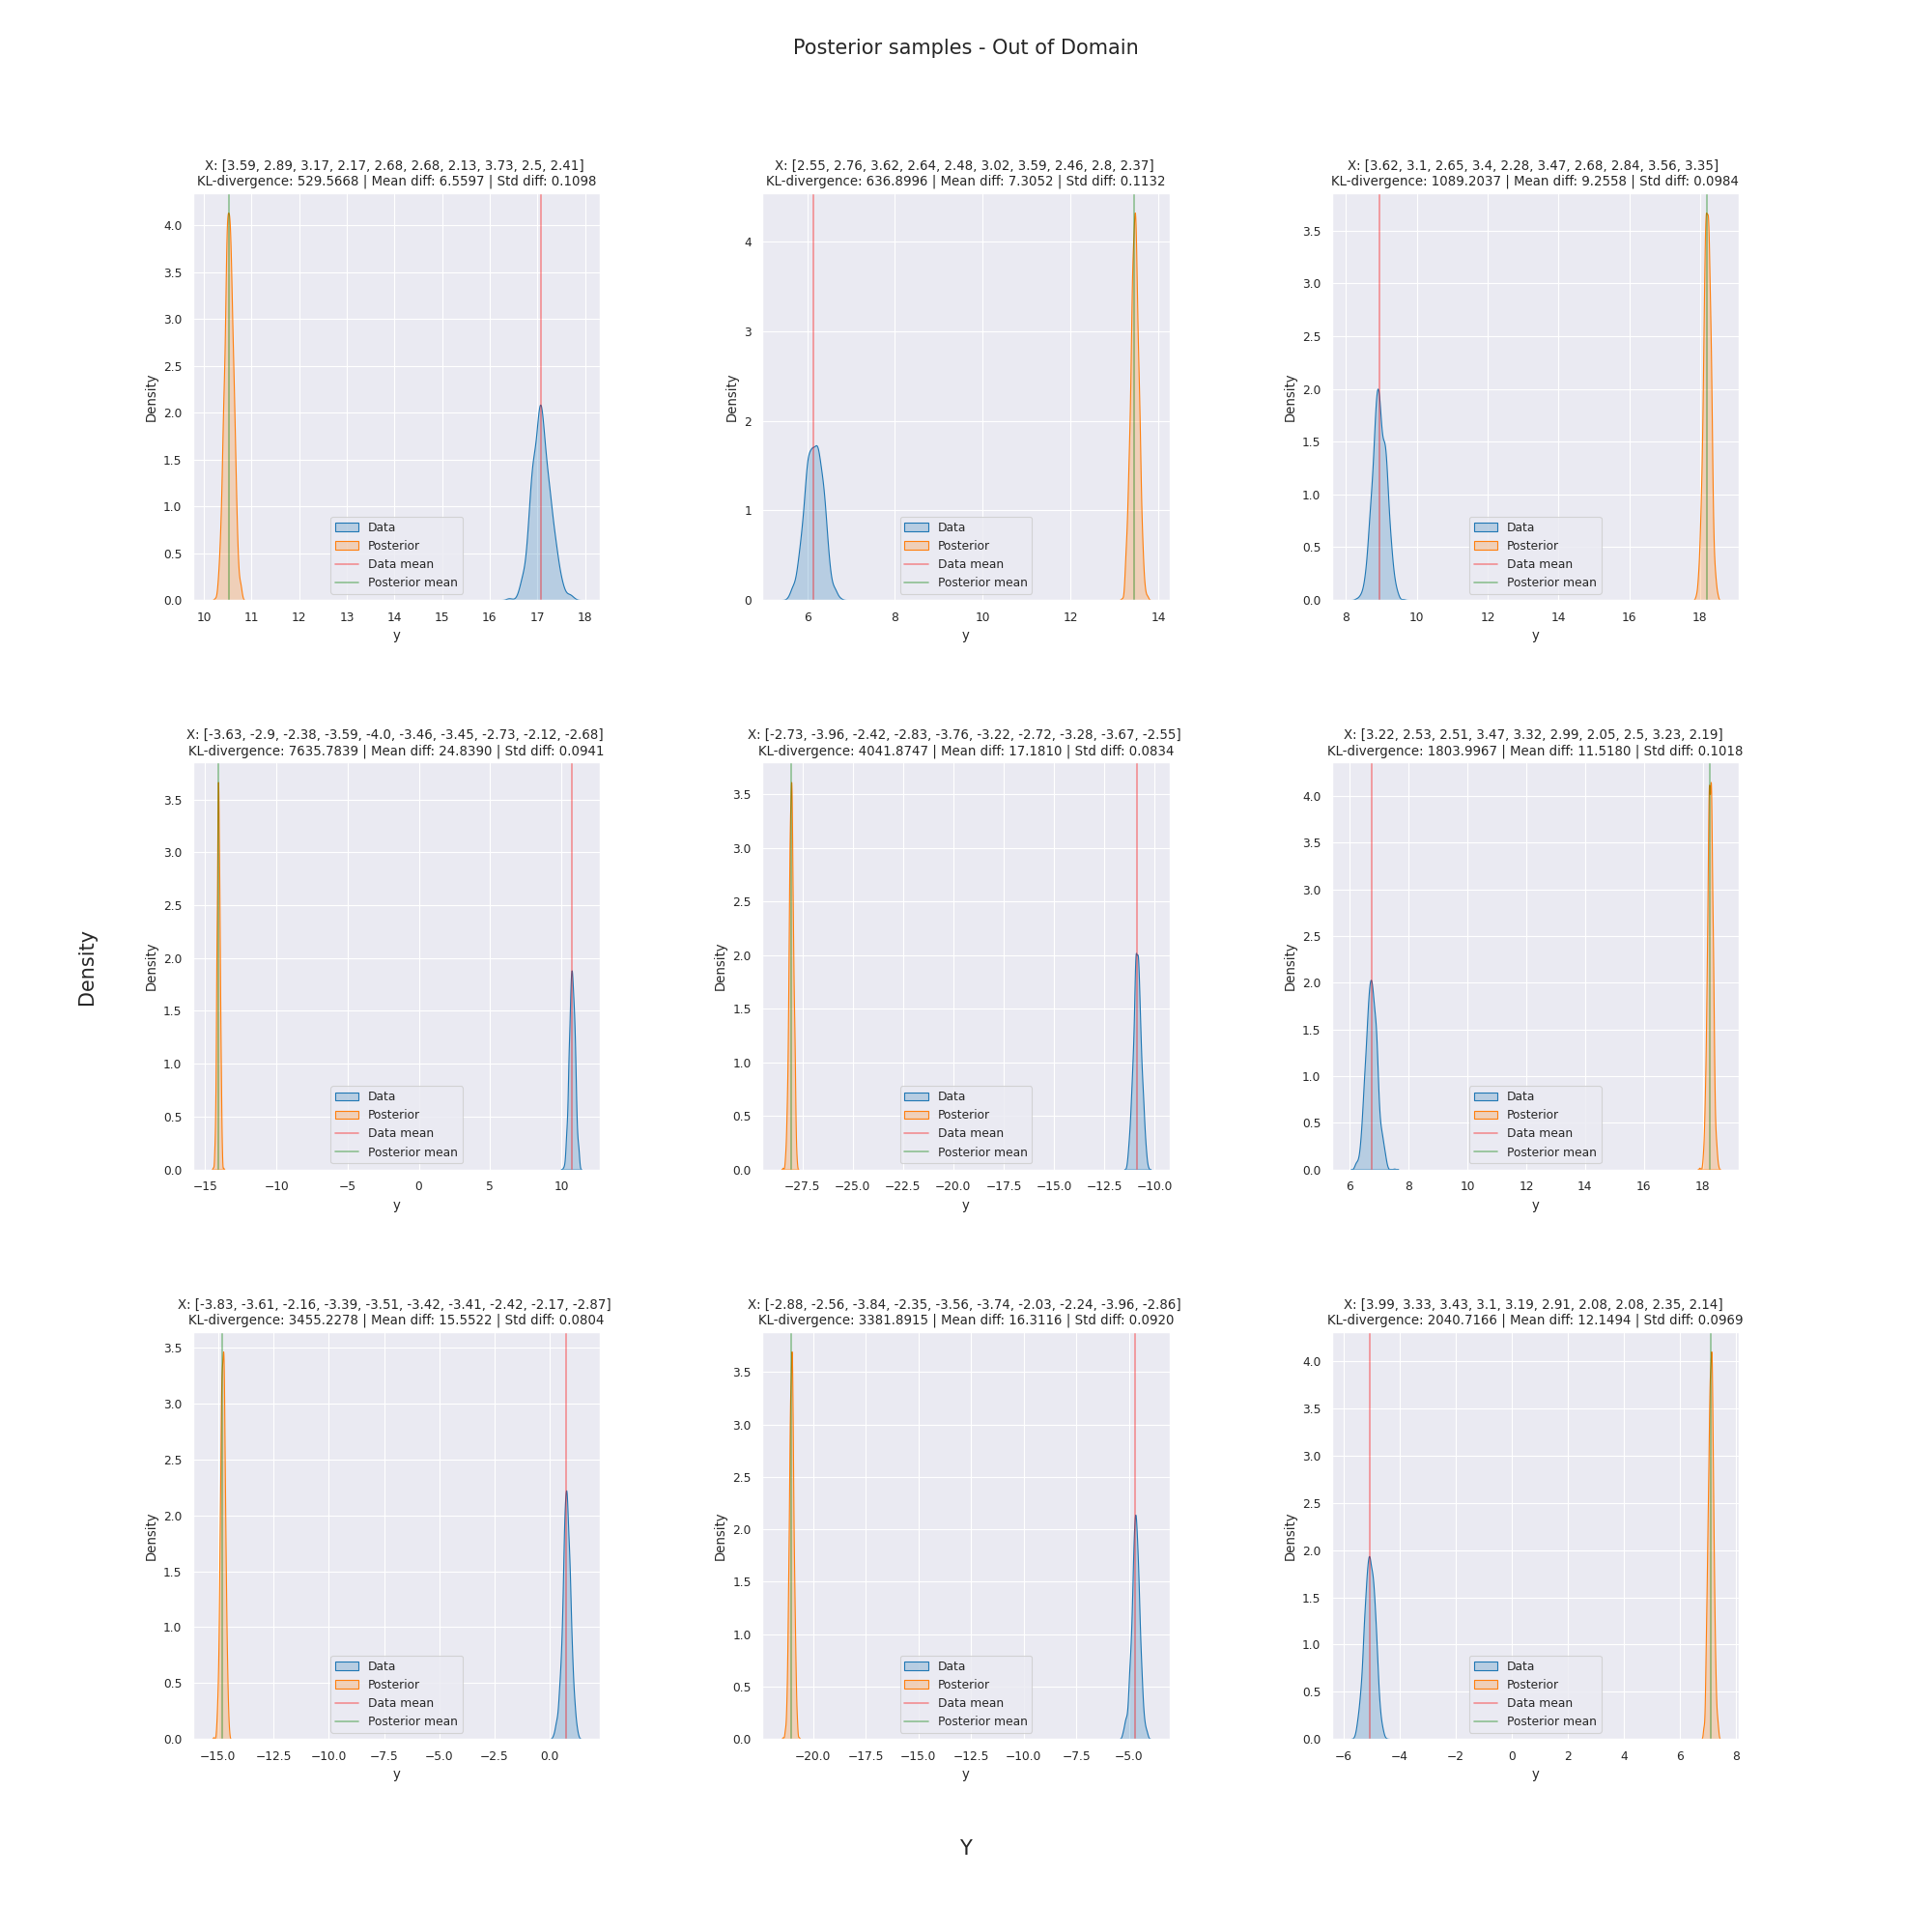 Posterior samples - Out of Domain
X: [3.59, 2.89, 3.17, 2.17, 2.68, 2.68, 2.13, 3.73, 2.5, 2.41]
KL-divergence: 529.5668 | Mean diff: 6.5597 | Std diff: 0.1098
4.0
3.5
3.0
2.5
2.0
1.5
1.0
0.5
0.0
Density
Data
Posterior
Data mean
Posterior mean
10 11 12 13 14 15 16 17 18
y
X: [2.55, 2.76, 3.62, 2.64, 2.48, 3.02, 3.59, 2.46, 2.8, 2.37]
KL-divergence: 636.8996 | Mean diff: 7.3052 | Std diff: 0.1132
4
3
2
1
0
Density
Data
Posterior
Data mean
Posterior mean
6 8 10 12 14
y
X: [3.62, 3.1, 2.65, 3.4, 2.28, 3.47, 2.68, 2.84, 3.56, 3.35]
KL-divergence: 1089.2037 | Mean diff: 9.2558 | Std diff: 0.0984
3.5
3.0
2.5
2.0
1.5
1.0
0.5
0.0
Density
Data
Posterior
Data mean
Posterior mean
8 10 12 14 16 18
y
X: [-3.63, -2.9, -2.38, -3.59, -4.0, -3.46, -3.45, -2.73, -2.12, -2.68]
KL-divergence: 7635.7839 | Mean diff: 24.8390 | Std diff: 0.0941
3.5
3.0
2.5
2.0
1.5
1.0
0.5
0.0
Density
Data
Posterior
Data mean
Posterior mean
−15 −10 −5 0 5 10
y
X: [-2.73, -3.96, -2.42, -2.83, -3.76, -3.22, -2.72, -3.28, -3.67, -2.55]
KL-divergence: 4041.8747 | Mean diff: 17.1810 | Std diff: 0.0834
3.5
3.0
2.5
2.0
1.5
1.0
0.5
0.0
Density
Data
Posterior
Data mean
Posterior mean
−27.5 −25.0 −22.5 −20.0 −17.5 −15.0 −12.5 −10.0
y
X: [3.22, 2.53, 2.51, 3.47, 3.32, 2.99, 2.05, 2.5, 3.23, 2.19]
KL-divergence: 1803.9967 | Mean diff: 11.5180 | Std diff: 0.1018
4.0
3.5
3.0
2.5
2.0
1.5
1.0
0.5
0.0
Density
Data
Posterior
Data mean
Posterior mean
6 8 10 12 14 16 18
y
Density
X: [-3.83, -3.61, -2.16, -3.39, -3.51, -3.42, -3.41, -2.42, -2.17, -2.87]
KL-divergence: 3455.2278 | Mean diff: 15.5522 | Std diff: 0.0804
3.5
3.0
2.5
2.0
1.5
1.0
0.5
0.0
Density
Data
Posterior
Data mean
Posterior mean
−15.0 −12.5 −10.0 −7.5 −5.0 −2.5 0.0
y
X: [-2.88, -2.56, -3.84, -2.35, -3.56, -3.74, -2.03, -2.24, -3.96, -2.86]
KL-divergence: 3381.8915 | Mean diff: 16.3116 | Std diff: 0.0920
3.5
3.0
2.5
2.0
1.5
1.0
0.5
0.0
Density
Data
Posterior
Data mean
Posterior mean
−20.0 −17.5 −15.0 −12.5 −10.0 −7.5 −5.0
y
X: [3.99, 3.33, 3.43, 3.1, 3.19, 2.91, 2.08, 2.08, 2.35, 2.14]
KL-divergence: 2040.7166 | Mean diff: 12.1494 | Std diff: 0.0969
4.0
3.5
3.0
2.5
2.0
1.5
1.0
0.5
0.0
Density
Data
Posterior
Data mean
Posterior mean
−6 −4 −2 0 2 4 6 8
y
Y